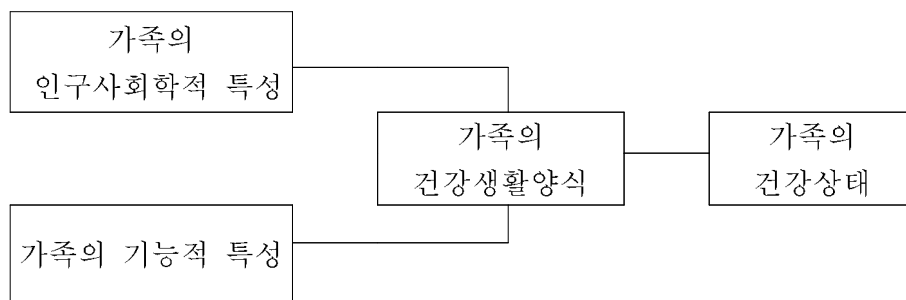 가족의
인구사회학적 특성
가족의
건강생활양식
가족의
건강상태
가족의 기능적 특성